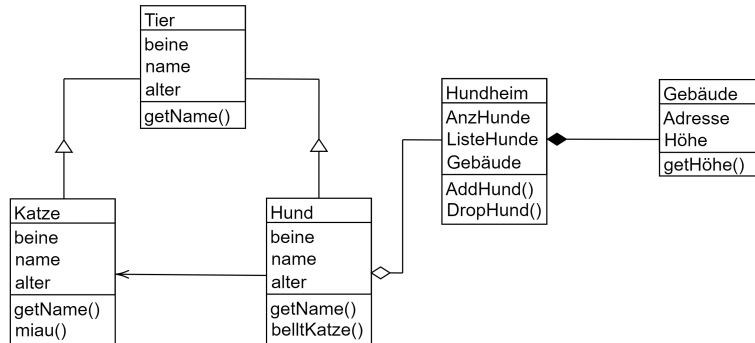 Tier
beine
name
alter
getName()
Hundheim
AnzHunde
ListeHunde
Gebäude
AddHund()
DropHund()
Gebäude
Adresse
Höhe
getHöhe()
Katze
beine
name
alter
getName()
miau()
Hund
beine
name
alter
getName()
belltKatze()